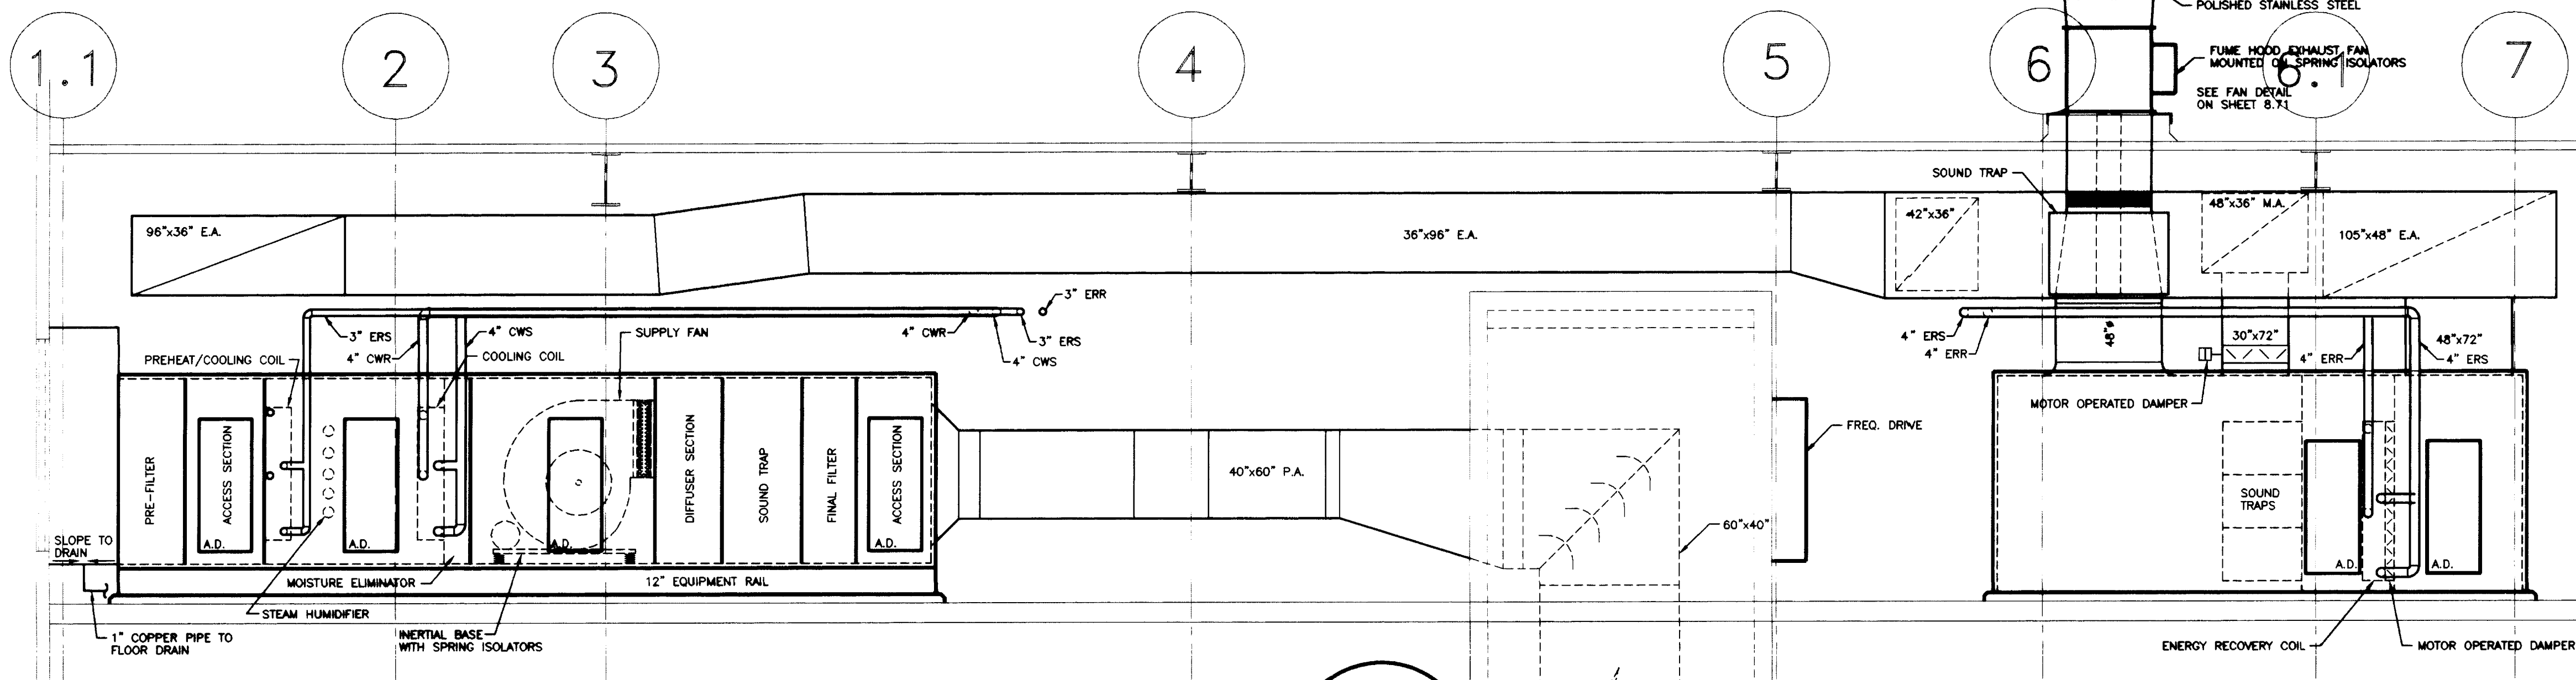 POLISHED STAINLESS STEEL
1.1
2
3
4
5
6
6.1
7
FUME HOOD EXHAUST FAN
MOUNTED ON SPRING ISOLATORS
SEE FAN DETAIL
ON SHEET 8.71
SOUND TRAP
96"x36" E.A.
36"x96" E.A.
42"x36"
48"x36" M.A.
105"x48" E.A.
3" ERR
3" ERS
4" CWR
4" CWS
SUPPLY FAN
4" CWR
3" ERS
4" CWS
PREHEAT/COOLING COIL
COOLING COIL
4" ERS
4" ERR
48"ø
30"x72"
4" ERR
48"x72"
4" ERS
MOTOR OPERATED DAMPER
FREQ. DRIVE
PRE-FILTER
ACCESS SECTION
A.D.
A.D.
A.D.
DIFFUSER SECTION
SOUND TRAP
FINAL FILTER
ACCESS SECTION
A.D.
40"x60" P.A.
60"x40"
SOUND
TRAPS
A.D.
A.D.
SLOPE TO
DRAIN
MOISTURE ELIMINATOR
12" EQUIPMENT RAIL
STEAM HUMIDIFIER
1" COPPER PIPE TO
FLOOR DRAIN
INERTIAL BASE
WITH SPRING ISOLATORS
ENERGY RECOVERY COIL
MOTOR OPERATED DAMPER